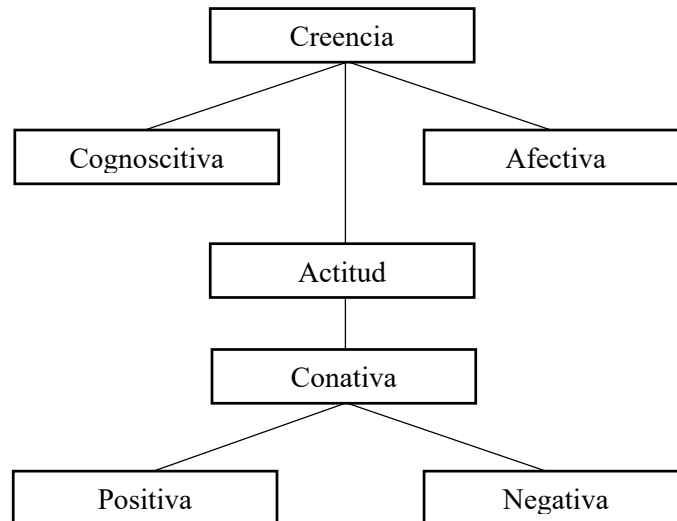 Creencia
Cognoscitiva
Afectiva
Actitud
Conativa
Positiva
Negativa